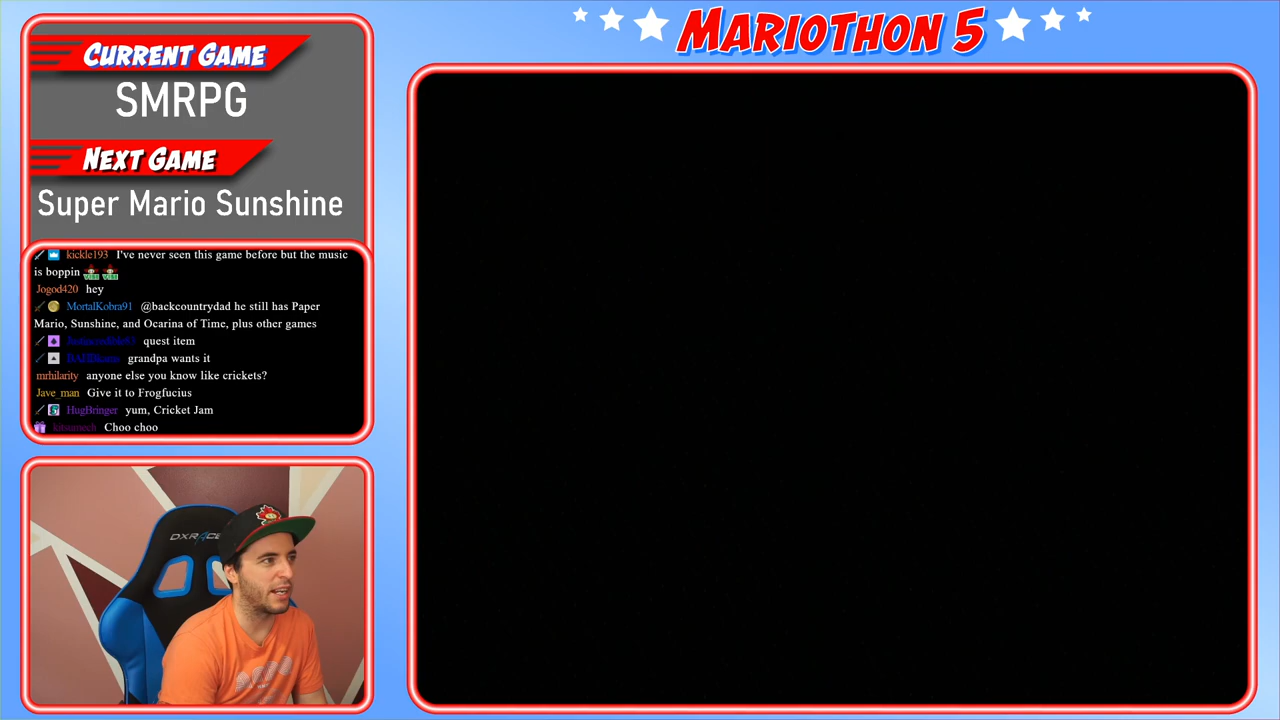 MARIOTHON 5
CURRENT GAME
SMRPG
NEXT GAME
Super Mario Sunshine
kickle193 I've never seen this game before but the music
is boppin
Jogod420 hey
MortalKobra91 @backcountrydad he still has Paper
Mario, Sunshine, and Ocarina of Time, plus other games
quest item
grandpa wants it
mrhilarity anyone else you know like crickets?
Jave_man Give it to Frogfucius
HugBringer yum, Cricket Jam
kitsumech Choo choo
DXRACE